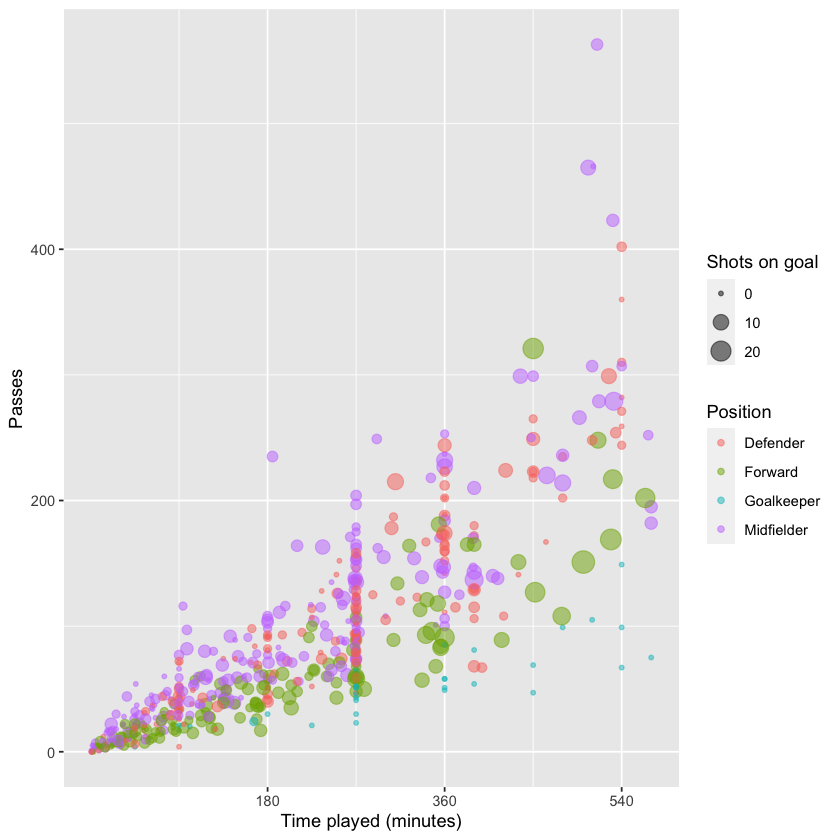 400
200
0
Passes
180
360
540
Time played (minutes)
Shots on goal
0
10
20
Position
Defender
Forward
Goalkeeper
Midfielder